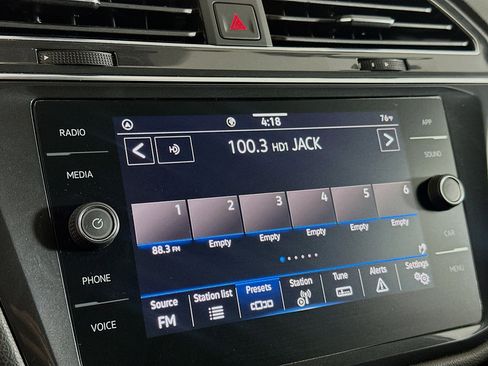 4:18
76°F
RADIO
MEDIA
PHONE
VOICE
APP
SOUND
CAR
MENU
100.3 HD1 JACK
1 2 3 4 5 6
88.3 FM Empty Empty Empty Empty Empty
Source Station list Presets Station Tune Alerts Settings
FM